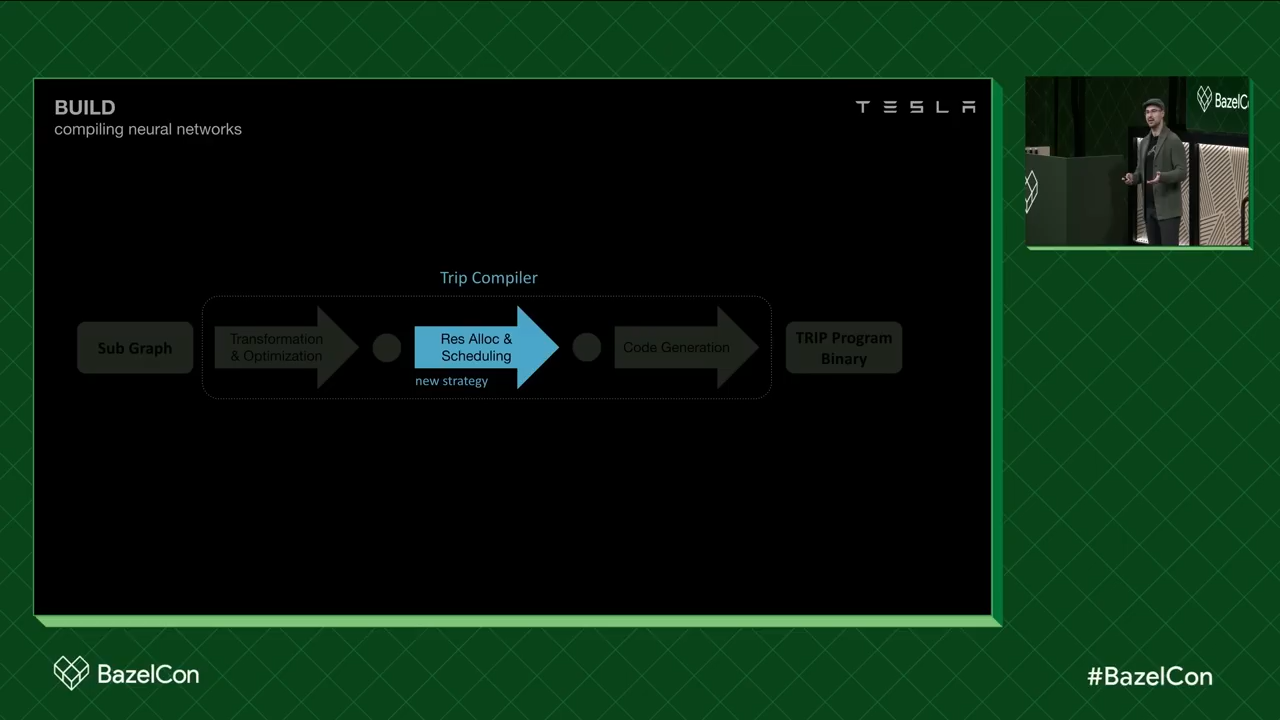 BUILD
compiling neural networks
TESLA
BazelC
Trip Compiler
Sub Graph
Transformation
& Optimization
Res Alloc &
Scheduling
new strategy
Code Generation
TRIP Program
Binary
BazelCon
#BazelCon